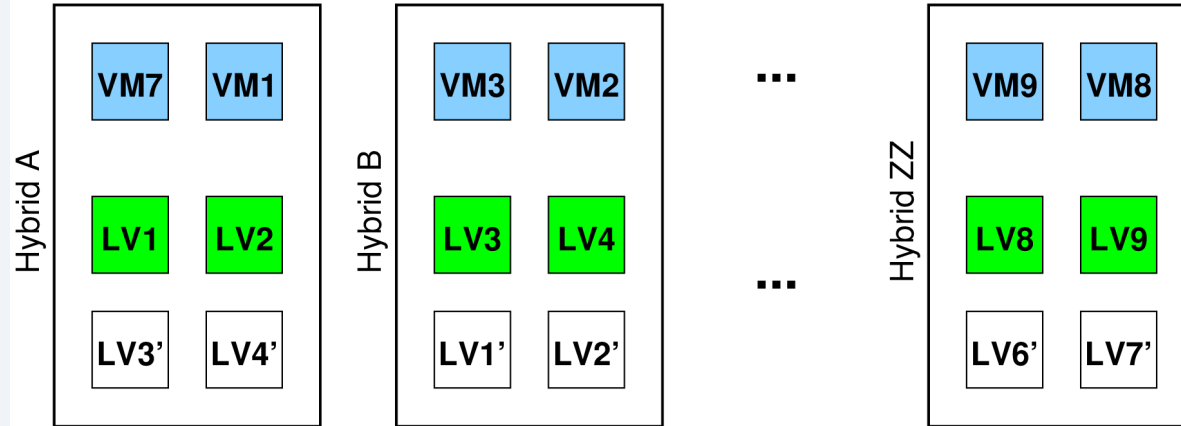 Hybrid A
VM7 VM1
LV1 LV2
LV3’ LV4’
Hybrid B
VM3 VM2
LV3 LV4
LV1’ LV2’
...
...
Hybrid ZZ
VM9 VM8
LV8 LV9
LV6’ LV7’